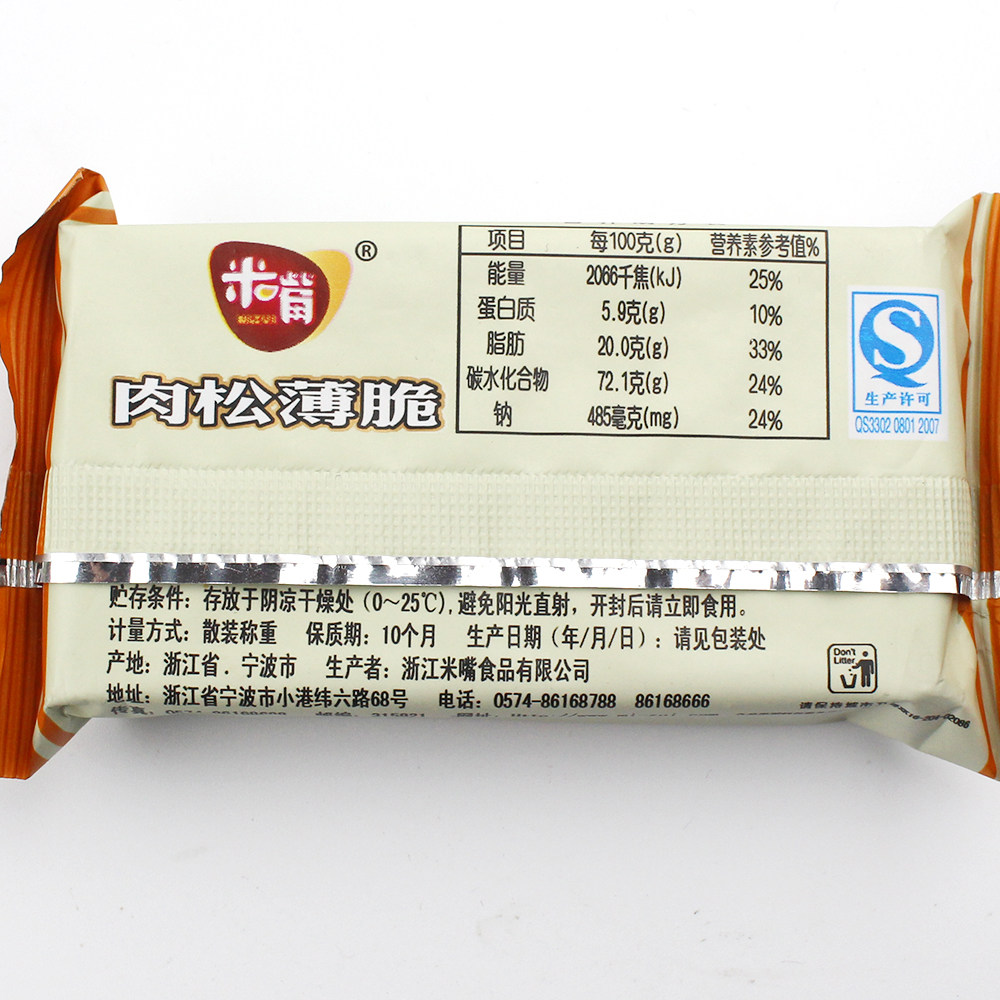 米嘴®
肉松薄脆
项目 每100克(g) 营养素参考值%
能量 2066千焦(kJ) 25%
蛋白质 5.9克(g) 10%
脂肪 20.0克(g) 33%
碳水化合物 72.1克(g) 24%
钠 485毫克(mg) 24%
生产许可
QS3302 0801 2007
贮存条件：存放于阴凉干燥处（0～25℃),避免阳光直射，开封后请立即食用。
计量方式：散装称重 保质期：10个月 生产日期（年/月/日）：请见包装处
产地：浙江省．宁波市 生产者：浙江米嘴食品有限公司
地址：浙江省宁波市小港纬六路68号 电话：0574-86168788 86168666
Don't
Litter
请保持城市